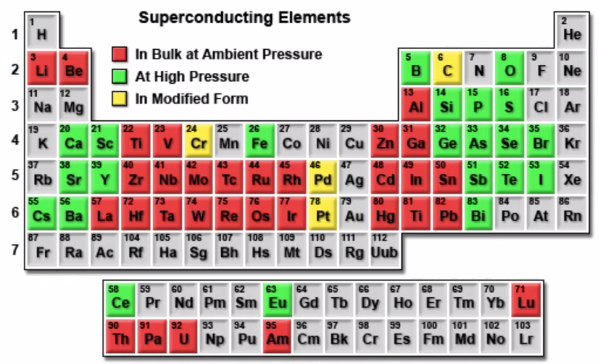 Superconducting Elements
In Bulk at Ambient Pressure
At High Pressure
In Modified Form
1 1 H 2 He
2 3 Li 4 Be 5 B 6 C 7 N 8 O 9 F 10 Ne
3 11 Na 12 Mg 13 Al 14 Si 15 P 16 S 17 Cl 18 Ar
4 19 K 20 Ca 21 Sc 22 Ti 23 V 24 Cr 25 Mn 26 Fe 27 Co 28 Ni 29 Cu 30 Zn 31 Ga 32 Ge 33 As 34 Se 35 Br 36 Kr
5 37 Rb 38 Sr 39 Y 40 Zr 41 Nb 42 Mo 43 Tc 44 Ru 45 Rh 46 Pd 47 Ag 48 Cd 49 In 50 Sn 51 Sb 52 Te 53 I 54 Xe
6 55 Cs 56 Ba 57 La 72 Hf 73 Ta 74 W 75 Re 76 Os 77 Ir 78 Pt 79 Au 80 Hg 81 Ti 82 Pb 83 Bi 84 Po 85 At 86 Rn
7 87 Fr 88 Ra 89 Ac 104 Rf 105 Ha 106 Sg 107 Bh 108 Hs 109 Mt 110 Ds 111 Rg 112 Uub
58 Ce 59 Pr 60 Nd 61 Pm 62 Sm 63 Eu 64 Gd 65 Tb 66 Dy 67 Ho 68 Er 69 Tm 70 Yb 71 Lu
90 Th 91 Pa 92 U 93 Np 94 Pu 95 Am 96 Cm 97 Bk 98 Cr 99 Es 100 Fm 101 Md 102 No 103 Lr